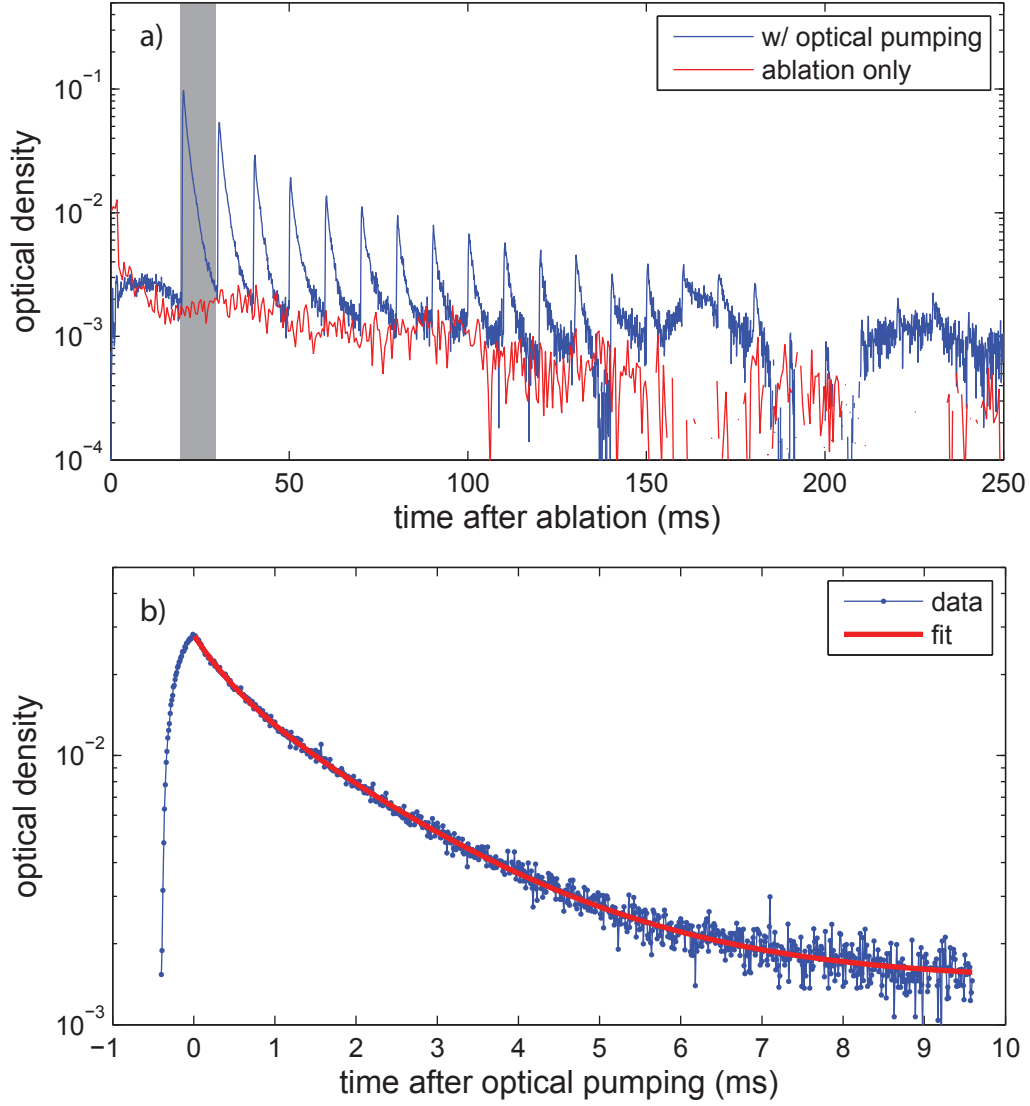 a)
w/ optical pumping
ablation only
10⁻¹
10⁻²
10⁻³
10⁻⁴
optical density
0 50 100 150 200 250
time after ablation (ms)
b)
data
fit
10⁻²
10⁻³
optical density
−1 0 1 2 3 4 5 6 7 8 9 10
time after optical pumping (ms)